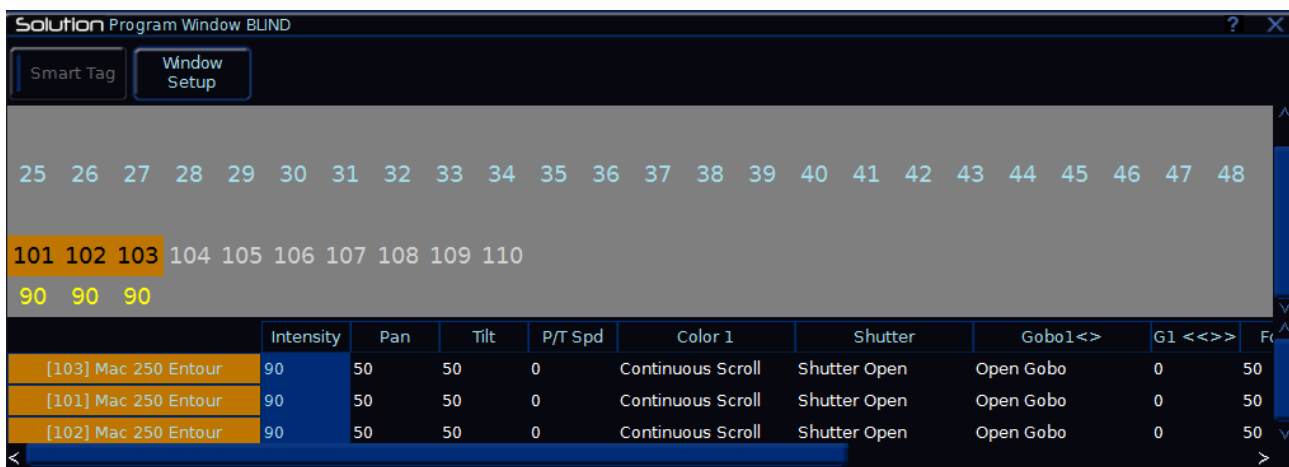 Solution Program Window BLIND ? X
Smart Tag Window Setup
25 26 27 28 29 30 31 32 33 34 35 36 37 38 39 40 41 42 43 44 45 46 47 48
101 102 103 104 105 106 107 108 109 110
90 90 90
Intensity Pan Tilt P/T Spd Color 1 Shutter Gobo1<> G1 <<>>
[103] Mac 250 Entour 90 50 50 0 Continuous Scroll Shutter Open Open Gobo 0 50
[101] Mac 250 Entour 90 50 50 0 Continuous Scroll Shutter Open Open Gobo 0 50
[102] Mac 250 Entour 90 50 50 0 Continuous Scroll Shutter Open Open Gobo 0 50